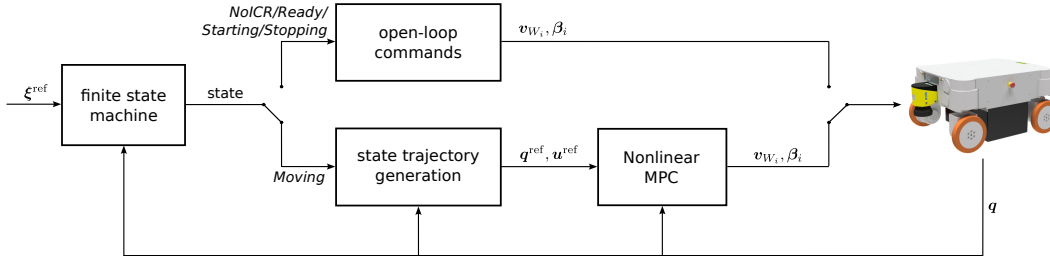 NoICR/Ready/
Starting/Stopping
open-loop
commands
v_{W_i}, β_i
ξ^{ref}
finite state
machine
state
Moving
state trajectory
generation
q^{ref}, u^{ref}
Nonlinear
MPC
v_{W_i}, β_i
q